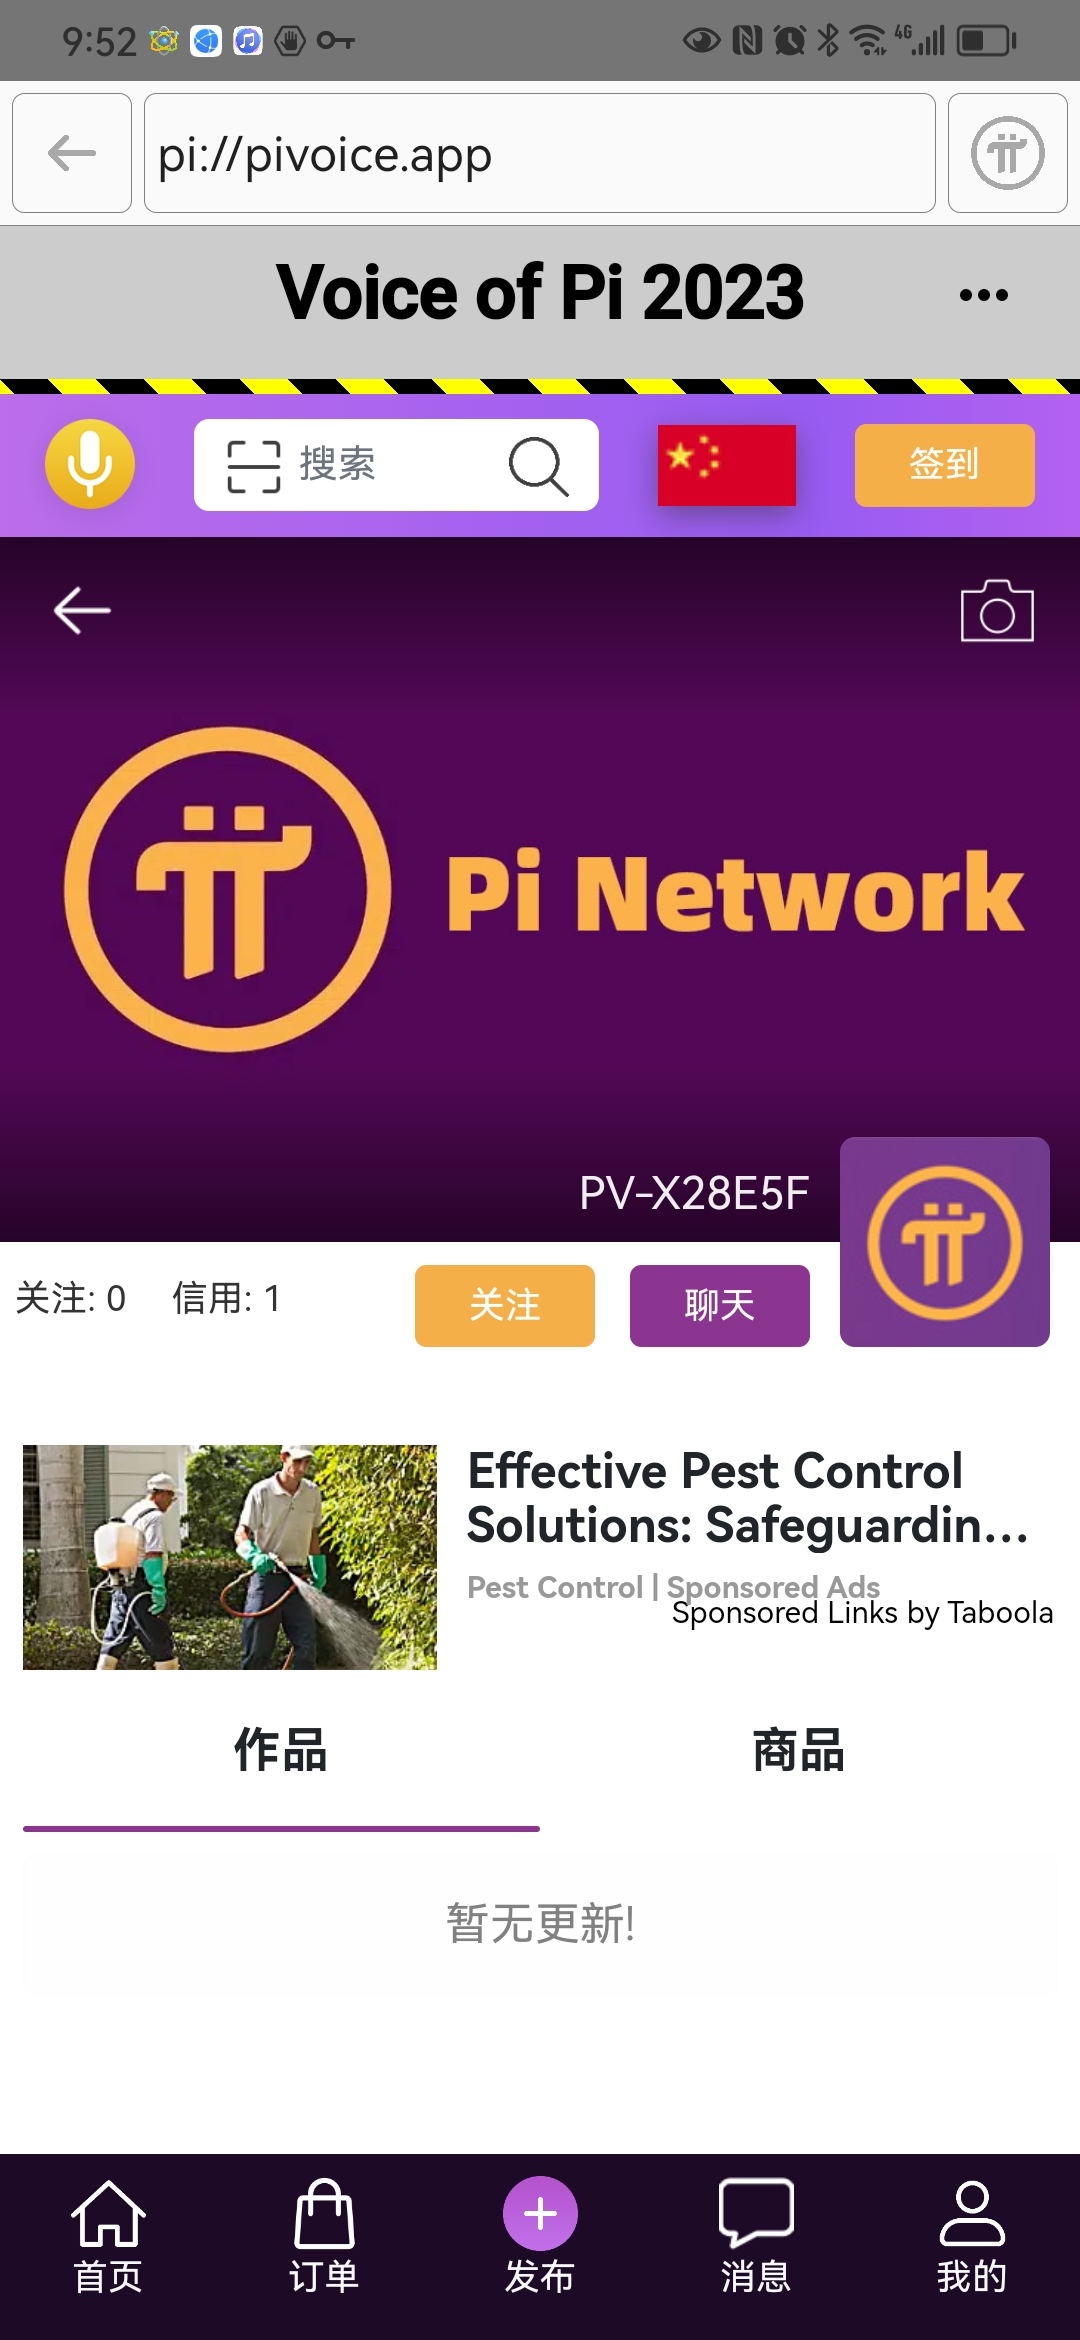 9:52
4G
pi://pivoice.app
Voice of Pi 2023
搜索
签到
Pi Network
PV-X28E5F
关注: 0 信用: 1
关注
聊天
Effective Pest Control
Solutions: Safeguardin...
Pest Control | Sponsored Ads
Sponsored Links by Taboola
作品 商品
暂无更新!
首页 订单 发布 消息 我的